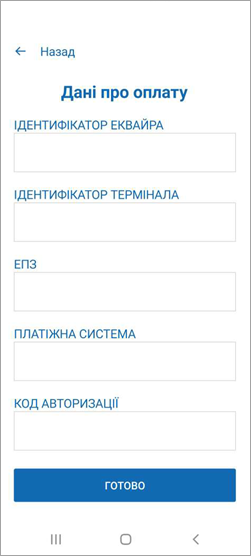 Назад
Дані про оплату
ІДЕНТИФІКАТОР ЕКВАЙРА
ІДЕНТИФІКАТОР ТЕРМІНАЛА
ЕПЗ
ПЛАТІЖНА СИСТЕМА
КОД АВТОРИЗАЦІЇ
ГОТОВО